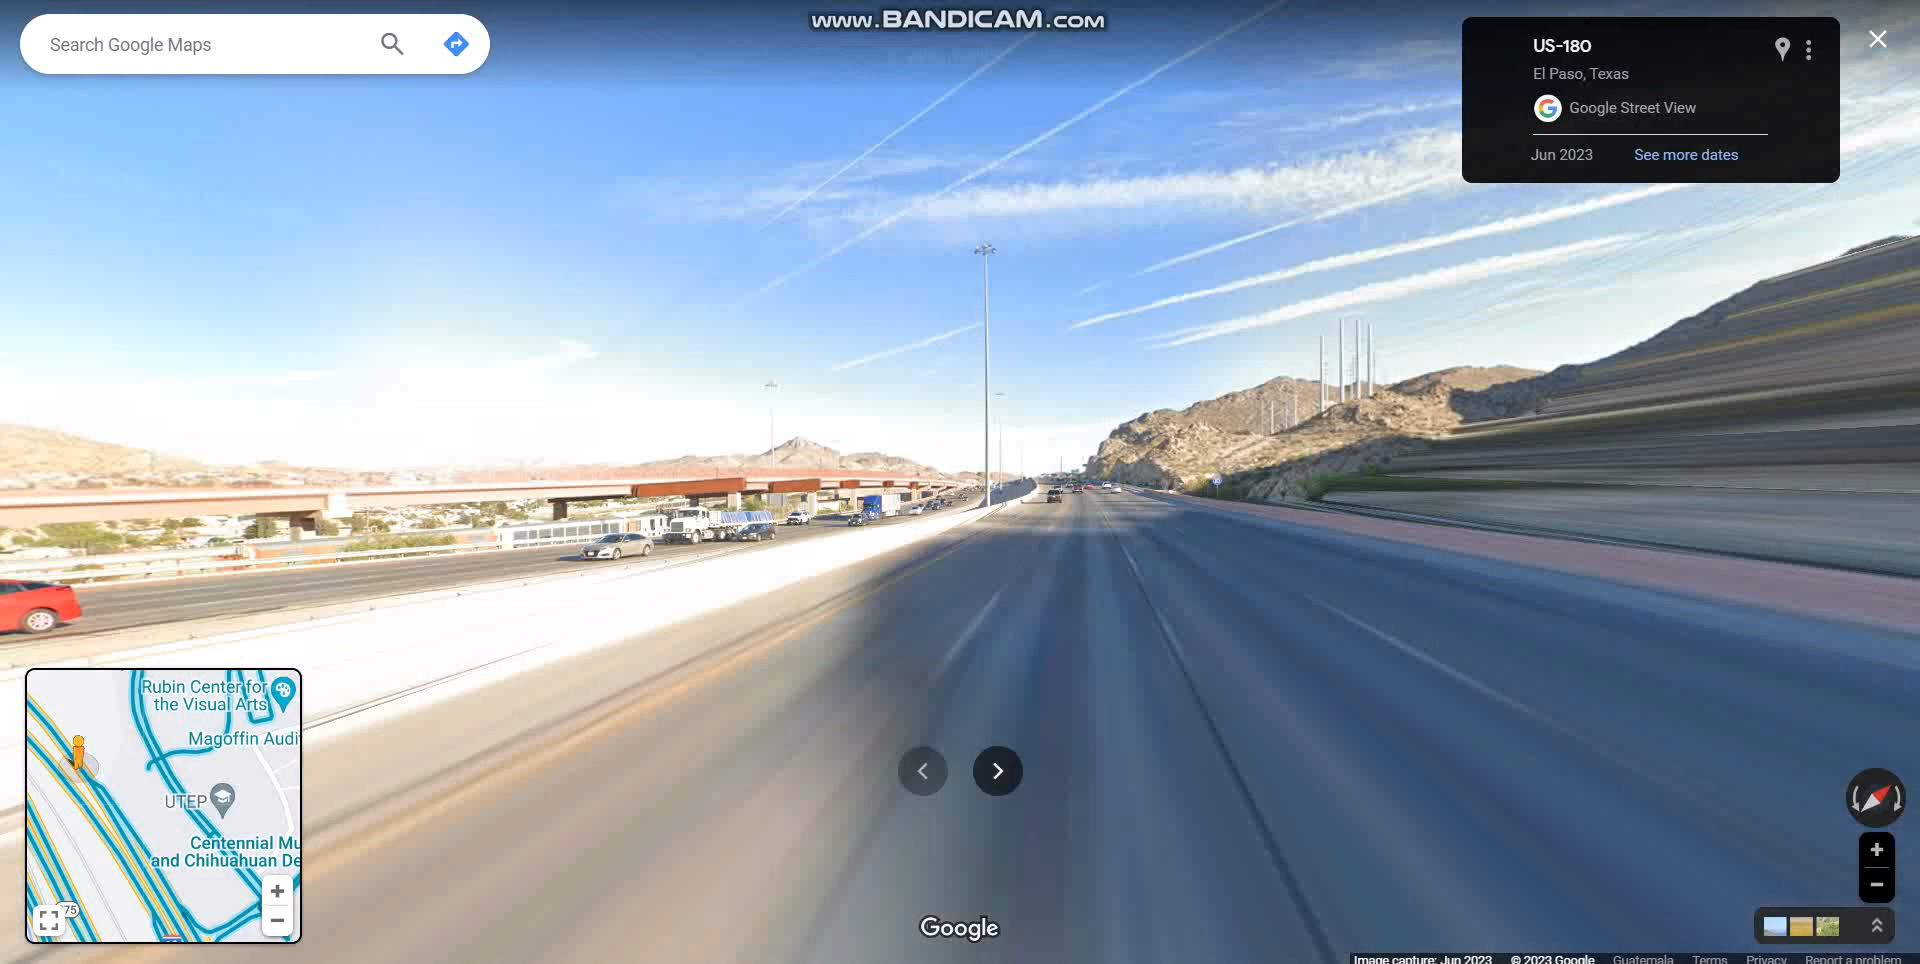 www.BANDICAM.com
Search Google Maps
US-180
El Paso, Texas
Google Street View
Jun 2023
See more dates
Rubin Center for
the Visual Arts
Magoffin Audi
UTEP
Centennial Mu
and Chihuahuan De
75
Google
Image capture: Jun 2023 © 2023 Google Guatemala Terms Privacy Report a problem